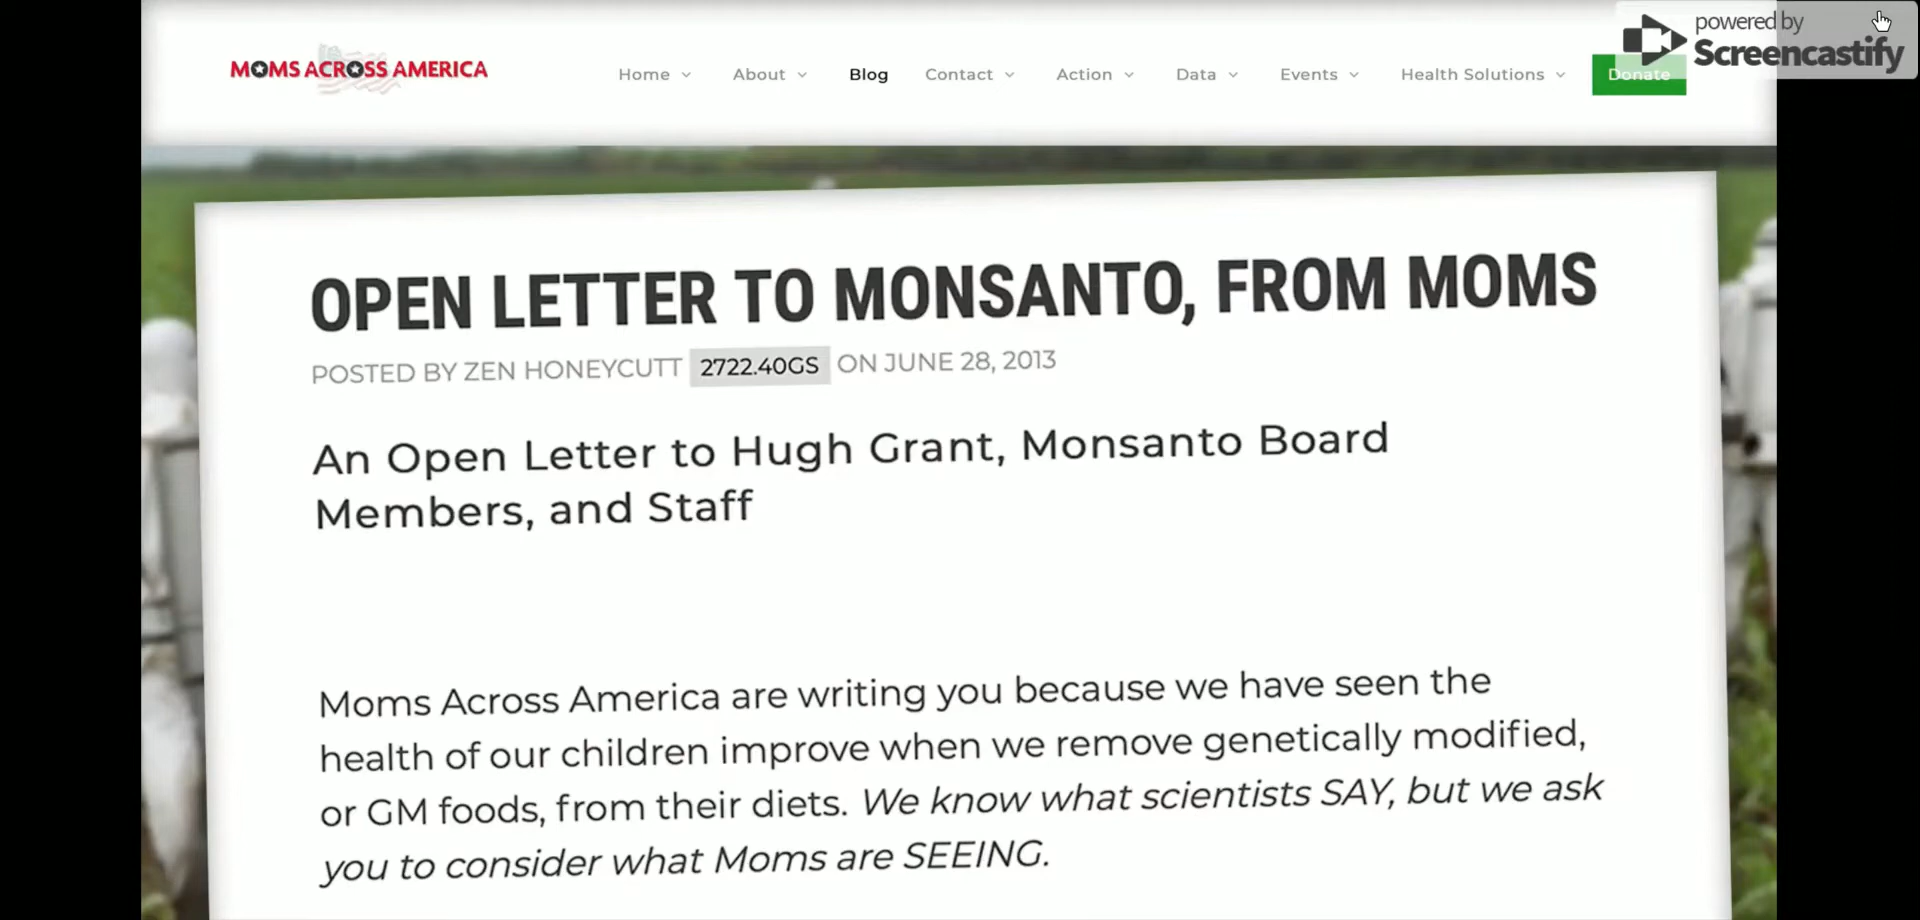 powered by
Screencastify
MOMS ACROSS AMERICA
Home About Blog Contact Action Data Events Health Solutions Donate
OPEN LETTER TO MONSANTO, FROM MOMS
POSTED BY ZEN HONEYCUTT 2722.40GS ON JUNE 28, 2013
An Open Letter to Hugh Grant, Monsanto Board
Members, and Staff
Moms Across America are writing you because we have seen the
health of our children improve when we remove genetically modified,
or GM foods, from their diets. We know what scientists SAY, but we ask
you to consider what Moms are SEEING.